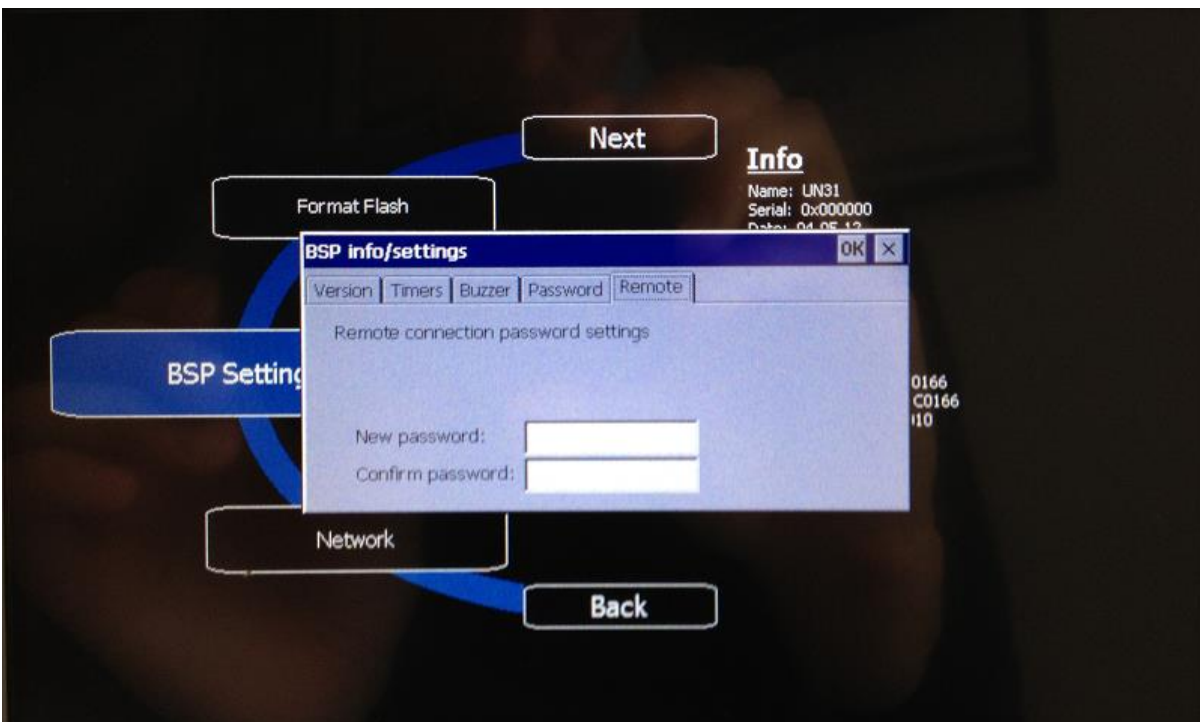 Next
Info
Name: UN31
Serial: 0x000000
Format Flash
BSP info/settings
OK
Version Timers Buzzer Password Remote
Remote connection password settings
BSP Setting
0166
C0166
New password:
Confirm password:
Network
Back